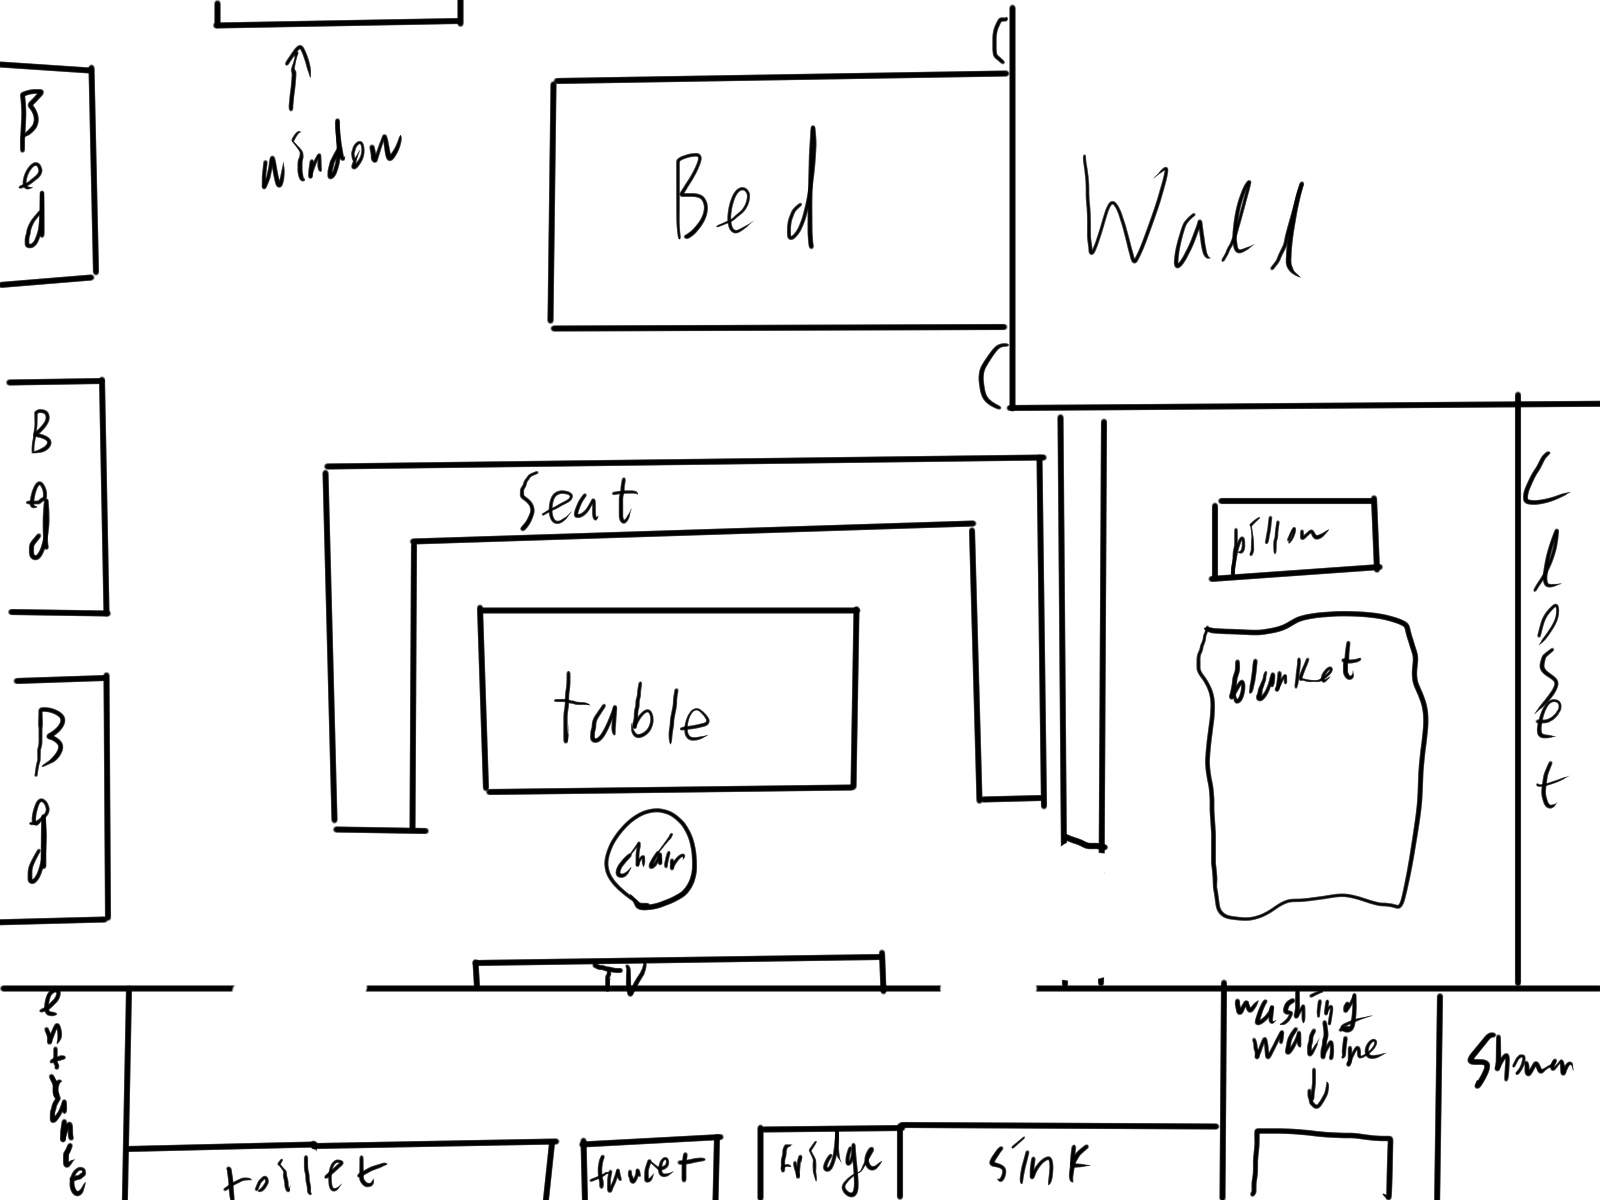 Bed
window
Bed
Wall
Bed
Seat
pillow
Closet
blanket
table
Bed
chair
TV
entrance
washing
machine
Shower
toilet
faucet
fridge
sink